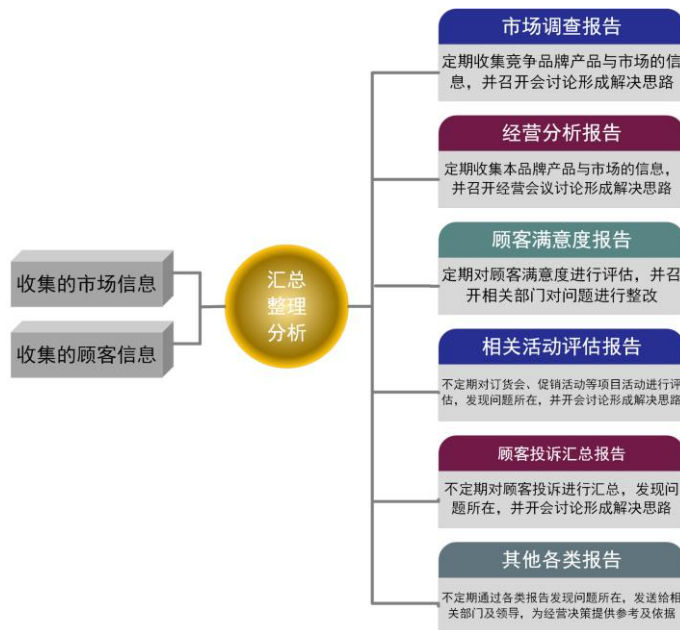 收集的市场信息
收集的顾客信息
汇总
整理
分析
市场调查报告
定期收集竞争品牌产品与市场的信
息，并召开会讨论形成解决思路
经营分析报告
定期收集本品牌产品与市场的信息，
并召开经营会议讨论形成解决思路
顾客满意度报告
定期对顾客满意度进行评估，并召
开相关部门对问题进行整改
相关活动评估报告
不定期对订货会、促销活动等项目活动进行评
估，发现问题所在，并开会讨论形成解决思路
顾客投诉汇总报告
不定期对顾客投诉进行汇总，发现问
题所在，并开会讨论形成解决思路
其他各类报告
不定期通过各类报告发现问题所在，发送给相
关部门及领导，为经营决策提供参考及依据